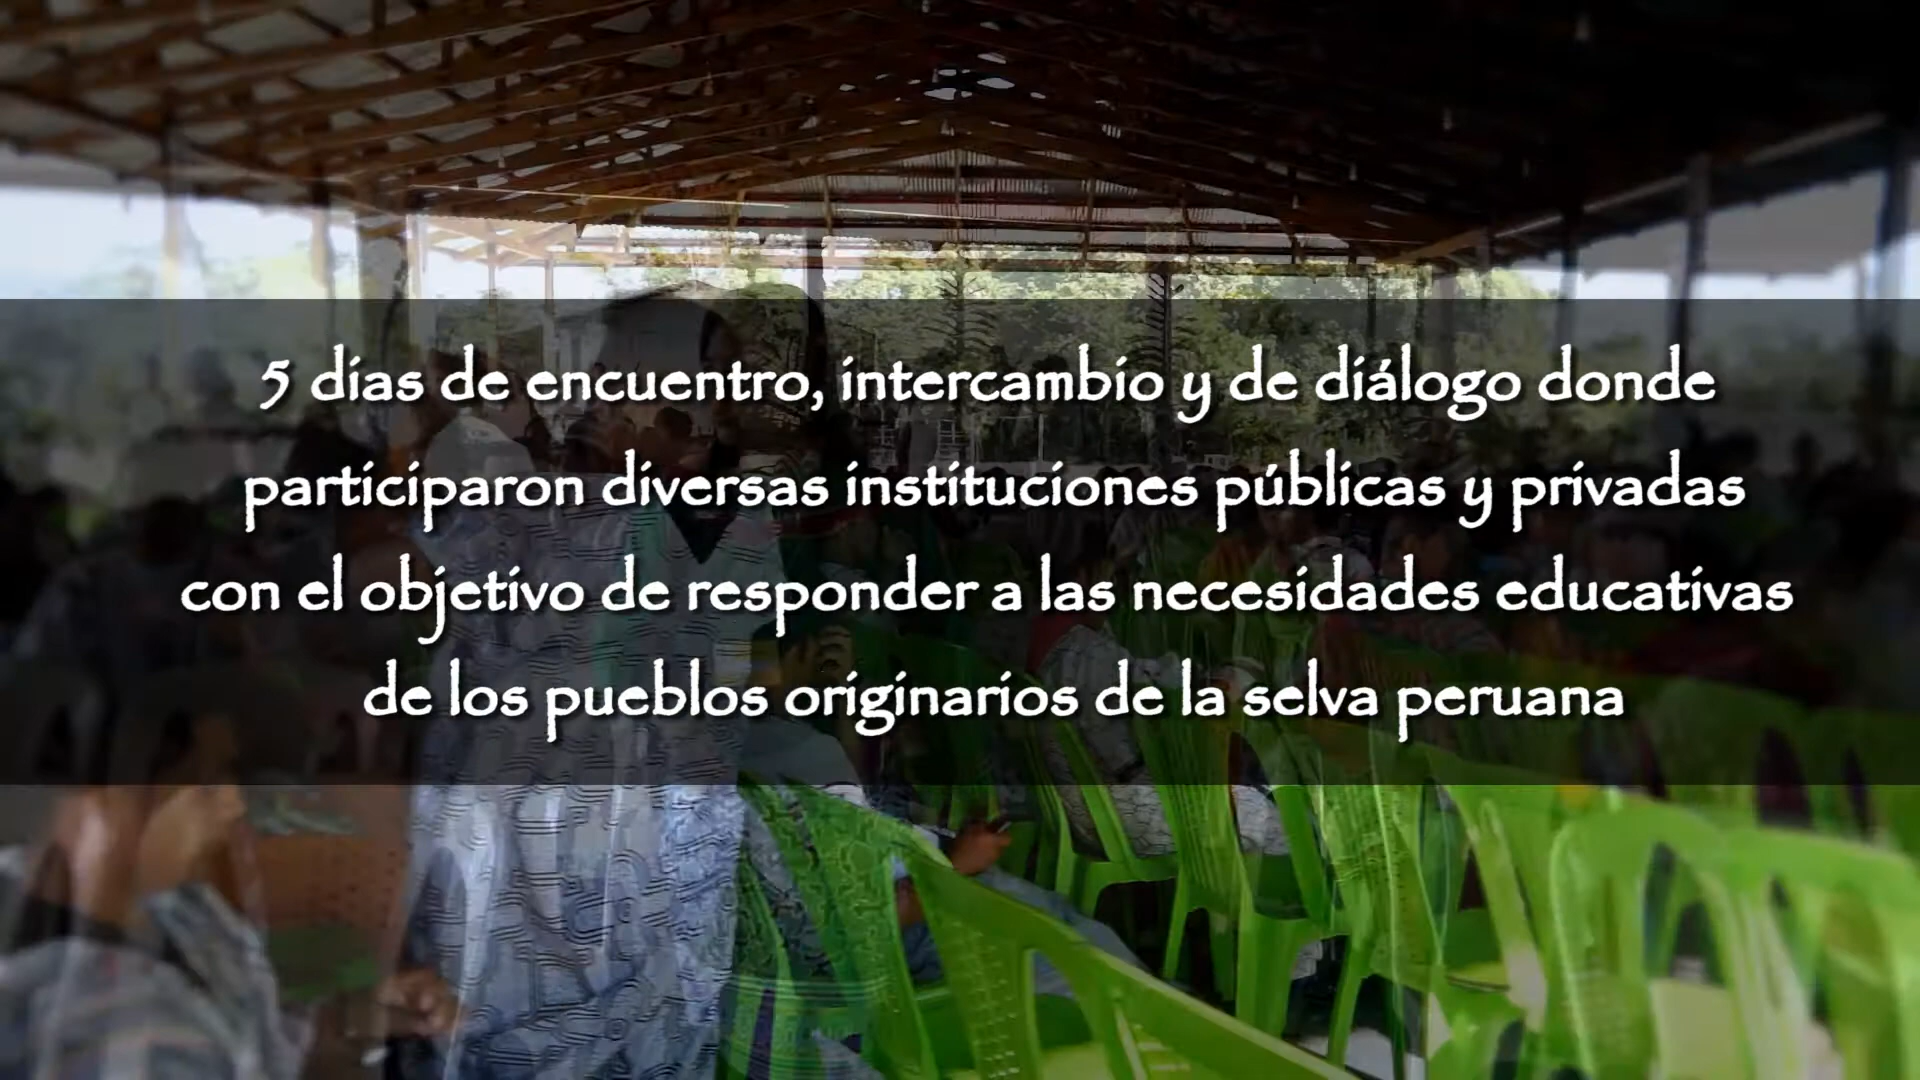 5 días de encuentro, intercambio y de diálogo donde
participaron diversas instituciones públicas y privadas
con el objetivo de responder a las necesidades educativas
de los pueblos originarios de la selva peruana